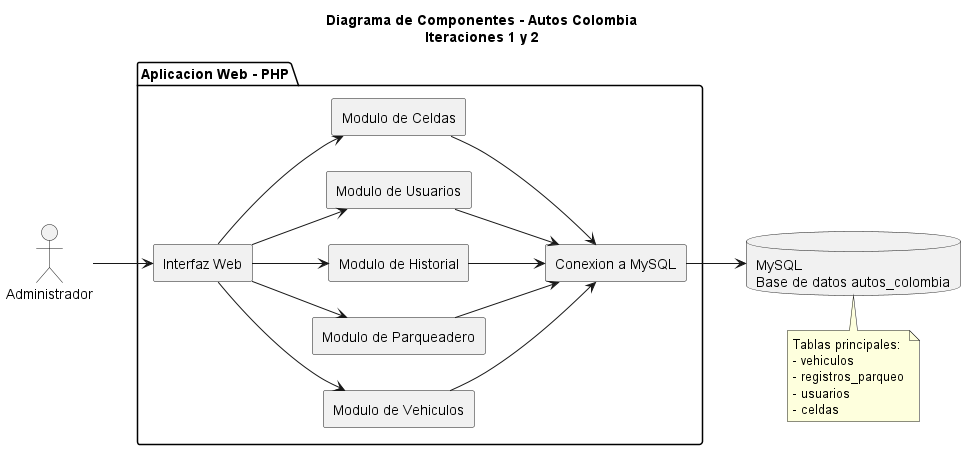 Diagrama de Componentes - Autos Colombia
Iteraciones 1 y 2
Aplicacion Web - PHP
Modulo de Celdas
Modulo de Usuarios
Interfaz Web
Modulo de Historial
Conexion a MySQL
MySQL
Base de datos autos_colombia
Administrador
Modulo de Parqueadero
Modulo de Vehiculos
Tablas principales:
- vehiculos
- registros_parqueo
- usuarios
- celdas